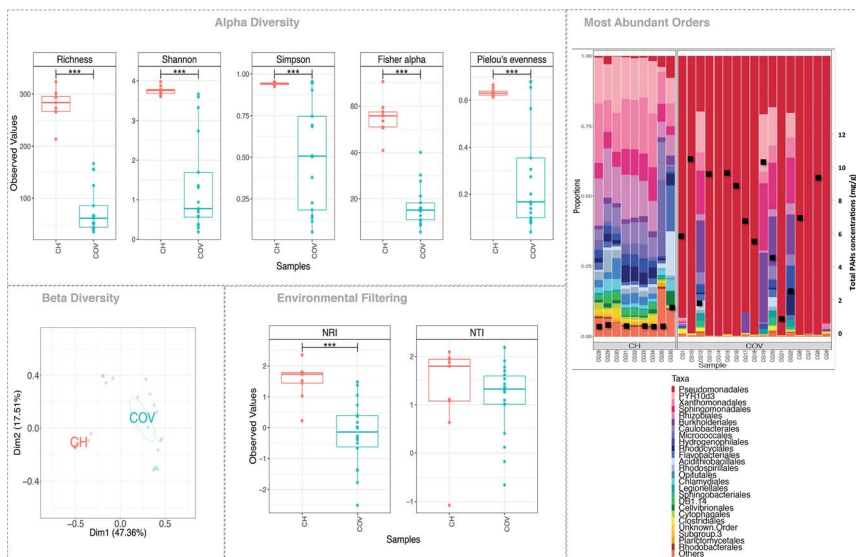 Alpha Diversity
Richness
Shannon
Simpson
Fisher alpha
Pielou's evenness
***
***
***
***
***
Observed Values
300
200
100
4
3
2
1
0
1.00
0.75
0.50
0.25
60
40
20
0.6
0.4
0.2
CH
COV
CH
COV
CH
COV
CH
COV
CH
COV
Samples
Beta Diversity
Dim2 (17.51%)
0.4
0.0
−0.4
COV
CH
−0.5
0.0
0.5
Dim1 (47.36%)
Environmental Filtering
NRI
NTI
***
Observed Values
2
1
0
−1
−2
2
1
0
−1
CH
COV
CH
COV
Samples
Most Abundant Orders
Proportions
1.00
0.75
0.50
0.25
0.00
12
10
8
6
4
2
0
Total PAHs concentrations (mg/g)
CH
COV
Sample
Taxa
Pseudomonadales
PYR10d3
Xanthomonadales
Sphingomonadales
Rhizobiales
Burkholderiales
Caulobacterales
Micrococcales
Hydrogenophilales
Rhodocyclales
Flavobacteriales
Acidithiobacillales
Rhodospirillales
Opitutales
Chlamydiales
Legionellales
Sphingobacteriales
DB1.14
Cellvibrionales
Cytophagales
Clostridiales
Unknown.Order
Subgroup.3
Planctomycetales
Rhodobacterales
Others